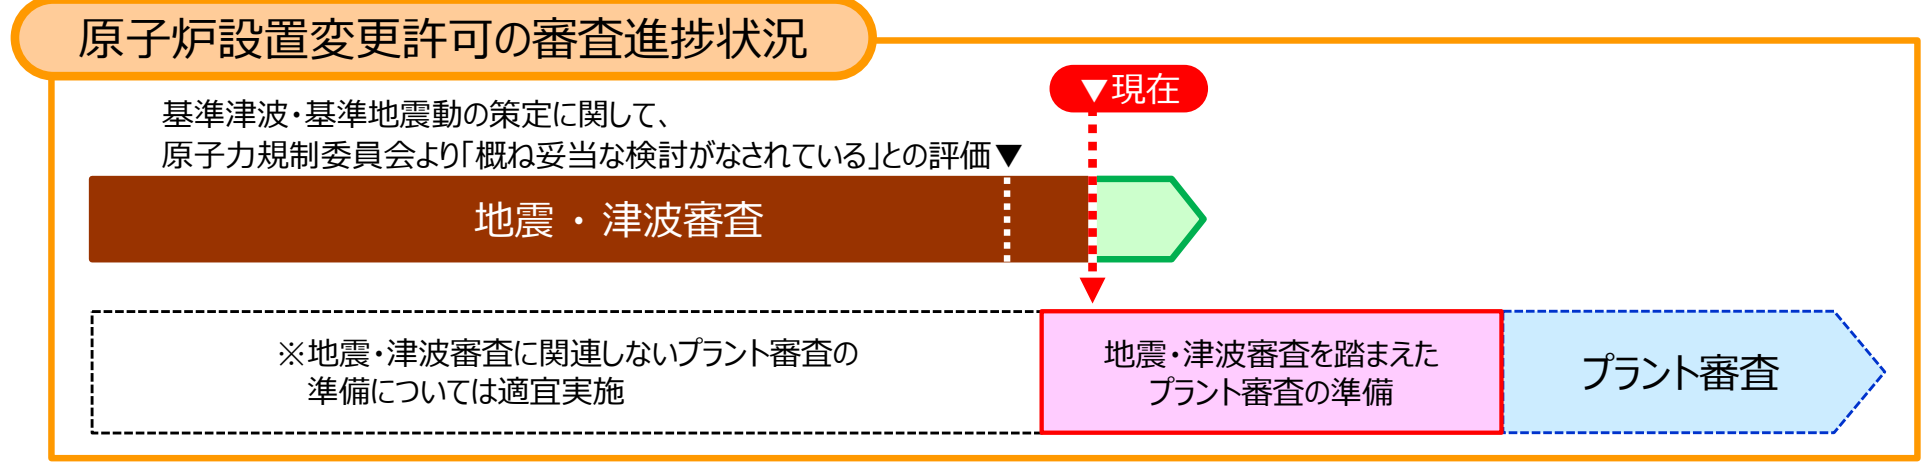 原子炉設置変更許可の審査進捗状況
▼現在
基準津波・基準地震動の策定に関して、
原子力規制委員会より「概ね妥当な検討がなされている」との評価▼
地震・津波審査
※地震・津波審査に関連しないプラント審査の
準備については適宜実施
地震・津波審査を踏まえた
プラント審査の準備
プラント審査